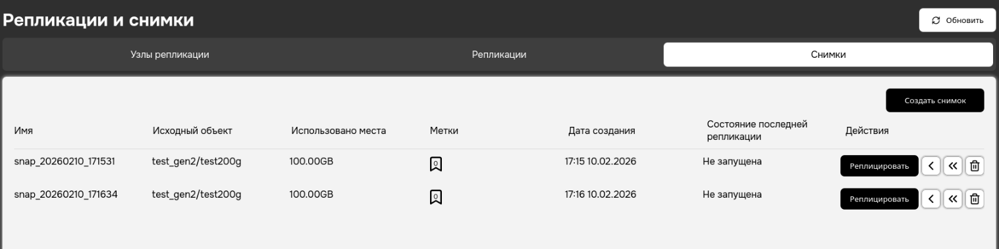 Репликации и снимки
Обновить
Узлы репликации Репликации Снимки
Создать снимок
Имя Исходный объект Использовано места Метки Дата создания Состояние последней репликации Действия
snap_20260210_171531 test_gen2/test200g 100.00GB 0 17:15 10.02.2026 Не запущена Реплицировать
snap_20260210_171634 test_gen2/test200g 100.00GB 0 17:16 10.02.2026 Не запущена Реплицировать